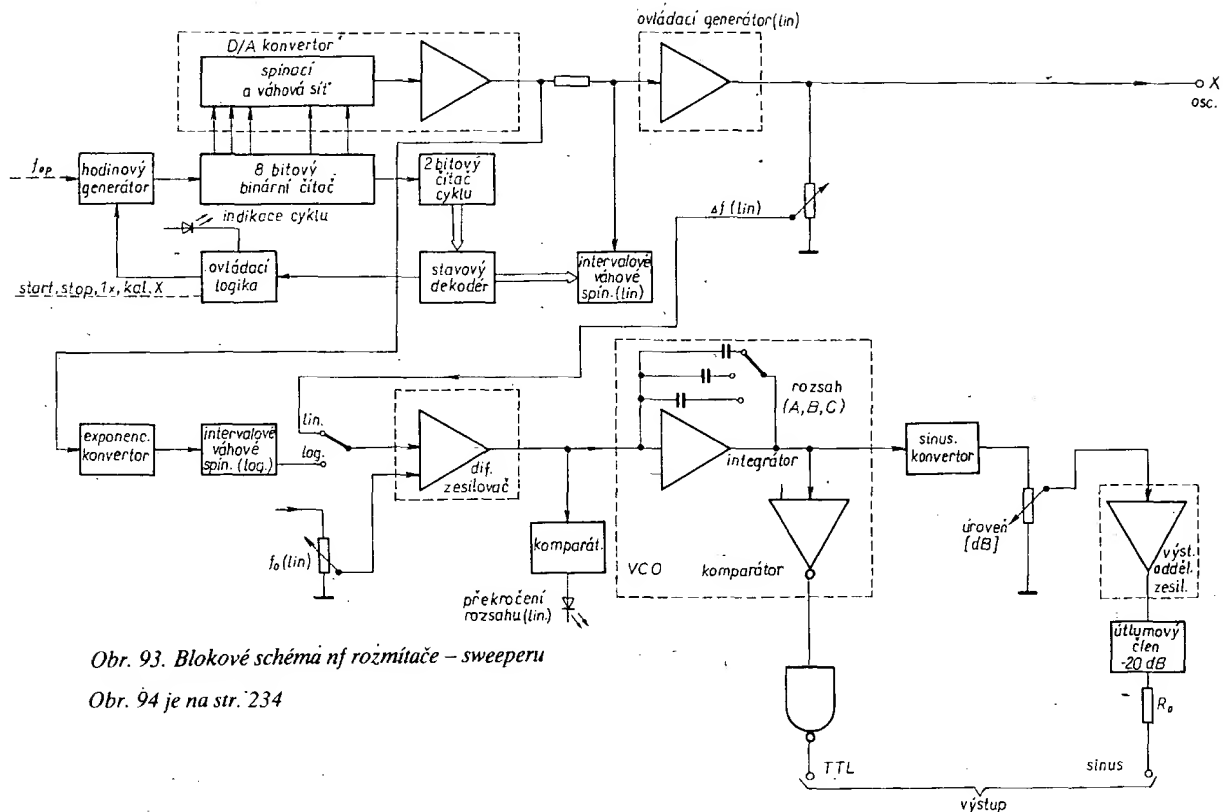 ovládací generátor(lin)
D/A konvertor
spínací
a váhová síť
X
osc.
f_op
hodinový
generátor
8 bitový
binární čítač
2 bitový
čítač
cyklu
indikace cyklu
Δf (lin)
ovládací
logika
stavový
dekodér
intervalové
váhové
spín. (lin)
start, stop, 1x, kal. X
rozsah
(A, B, C)
lin.
log.
exponenc.
konvertor
intervalové
váhové
spín. (log.)
dif.
zesilovač
integrátor
sinus.
konvertor
f_o (lin)
komparát.
VCO
komparátor
úroveň
[dB]
výst.
odděl.
zesil.
překročení
rozsahu (lin.)
útlumový
člen
-20 dB
R_o
Obr. 93. Blokové schéma nf rozmítače – sweeperu
Obr. 94 je na str. 234
TTL
sinus
výstup